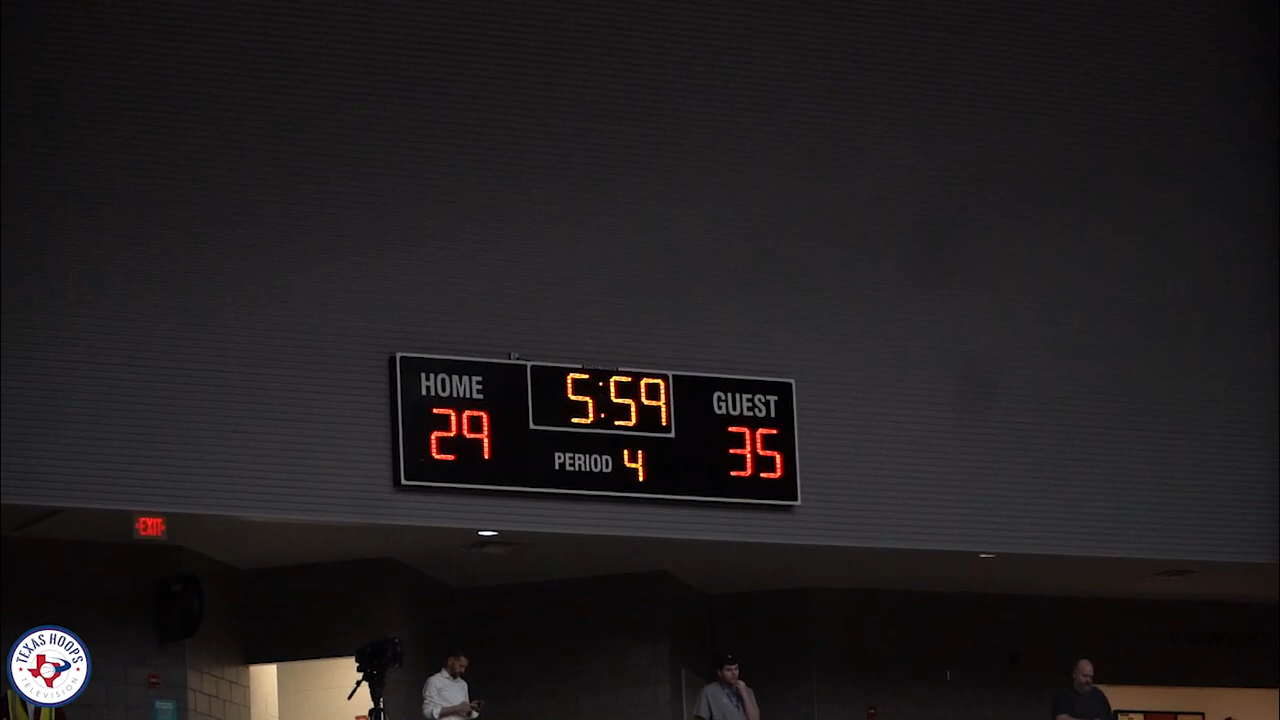 HOME 5:59 GUEST
29 35
PERIOD 4
EXIT
TEXAS HOOPS
TELEVISION